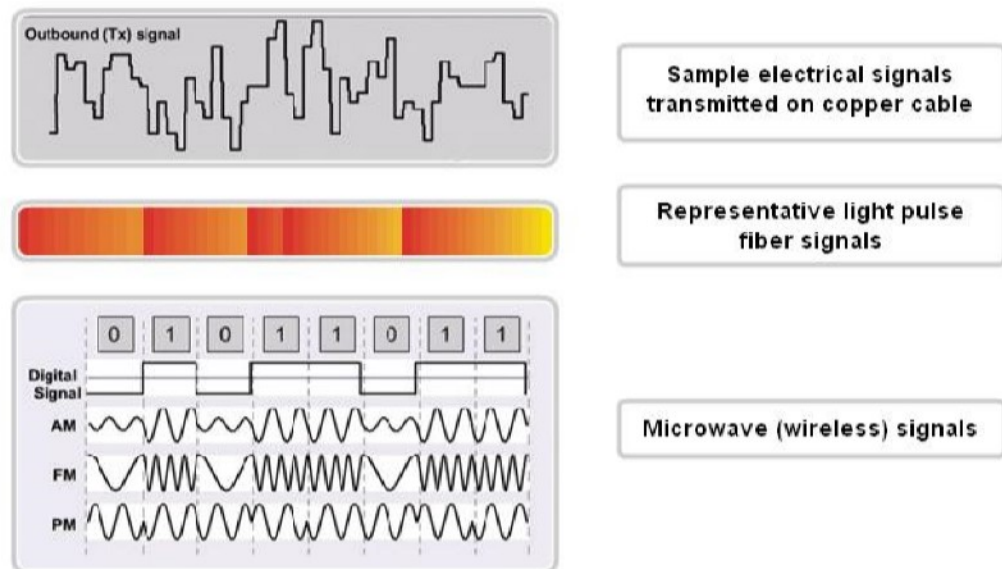 Outbound (Tx) signal
Sample electrical signals
transmitted on copper cable
Representative light pulse
fiber signals
0 1 0 1 1 0 1 1
Digital
Signal
AM
FM
PM
Microwave (wireless) signals